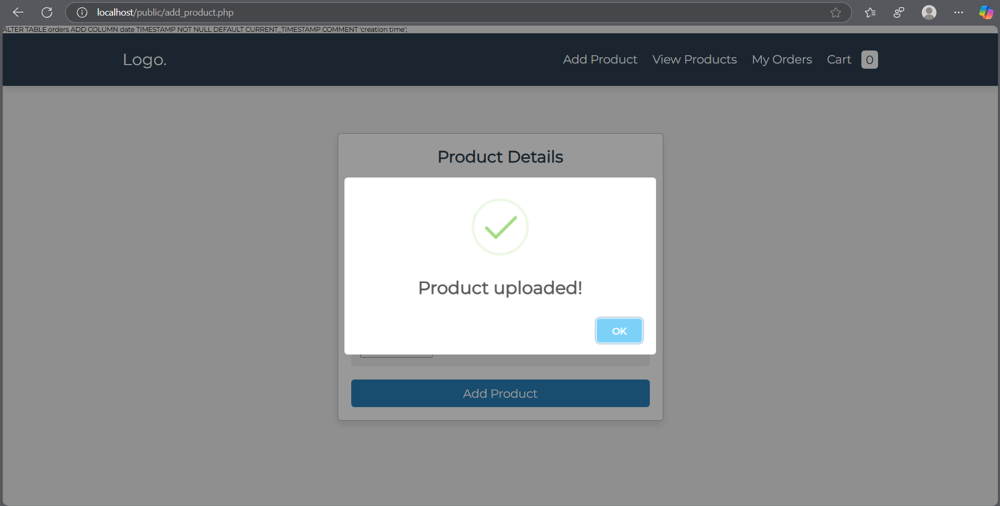 localhost/public/add_product.php
ALTER TABLE orders ADD COLUMN date TIMESTAMP NOT NULL DEFAULT CURRENT_TIMESTAMP COMMENT 'creation time';
Logo.
Add Product
View Products
My Orders
Cart
0
Product Details
Product uploaded!
OK
Add Product